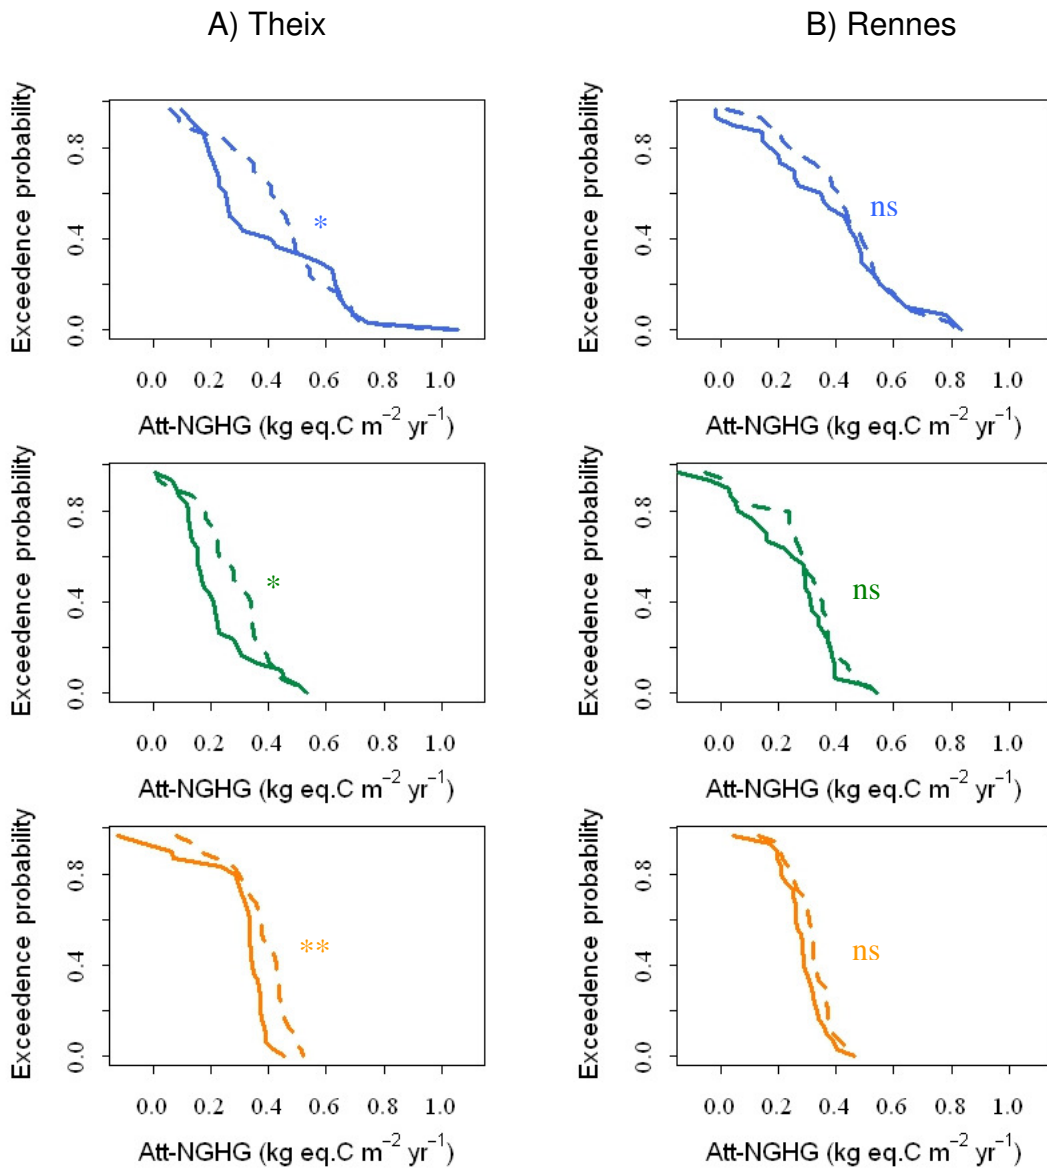 A) Theix
B) Rennes
Exceedence probability
0.8
0.4
0.0
*
0.0 0.2 0.4 0.6 0.8 1.0
Att-NGHG (kg eq.C m⁻² yr⁻¹)
Exceedence probability
0.8
0.4
0.0
ns
0.0 0.2 0.4 0.6 0.8 1.0
Att-NGHG (kg eq.C m⁻² yr⁻¹)
Exceedence probability
0.8
0.4
0.0
*
0.0 0.2 0.4 0.6 0.8 1.0
Att-NGHG (kg eq.C m⁻² yr⁻¹)
Exceedence probability
0.8
0.4
0.0
ns
0.0 0.2 0.4 0.6 0.8 1.0
Att-NGHG (kg eq.C m⁻² yr⁻¹)
Exceedence probability
0.8
0.4
0.0
**
0.0 0.2 0.4 0.6 0.8 1.0
Att-NGHG (kg eq.C m⁻² yr⁻¹)
Exceedence probability
0.8
0.4
0.0
ns
0.0 0.2 0.4 0.6 0.8 1.0
Att-NGHG (kg eq.C m⁻² yr⁻¹)